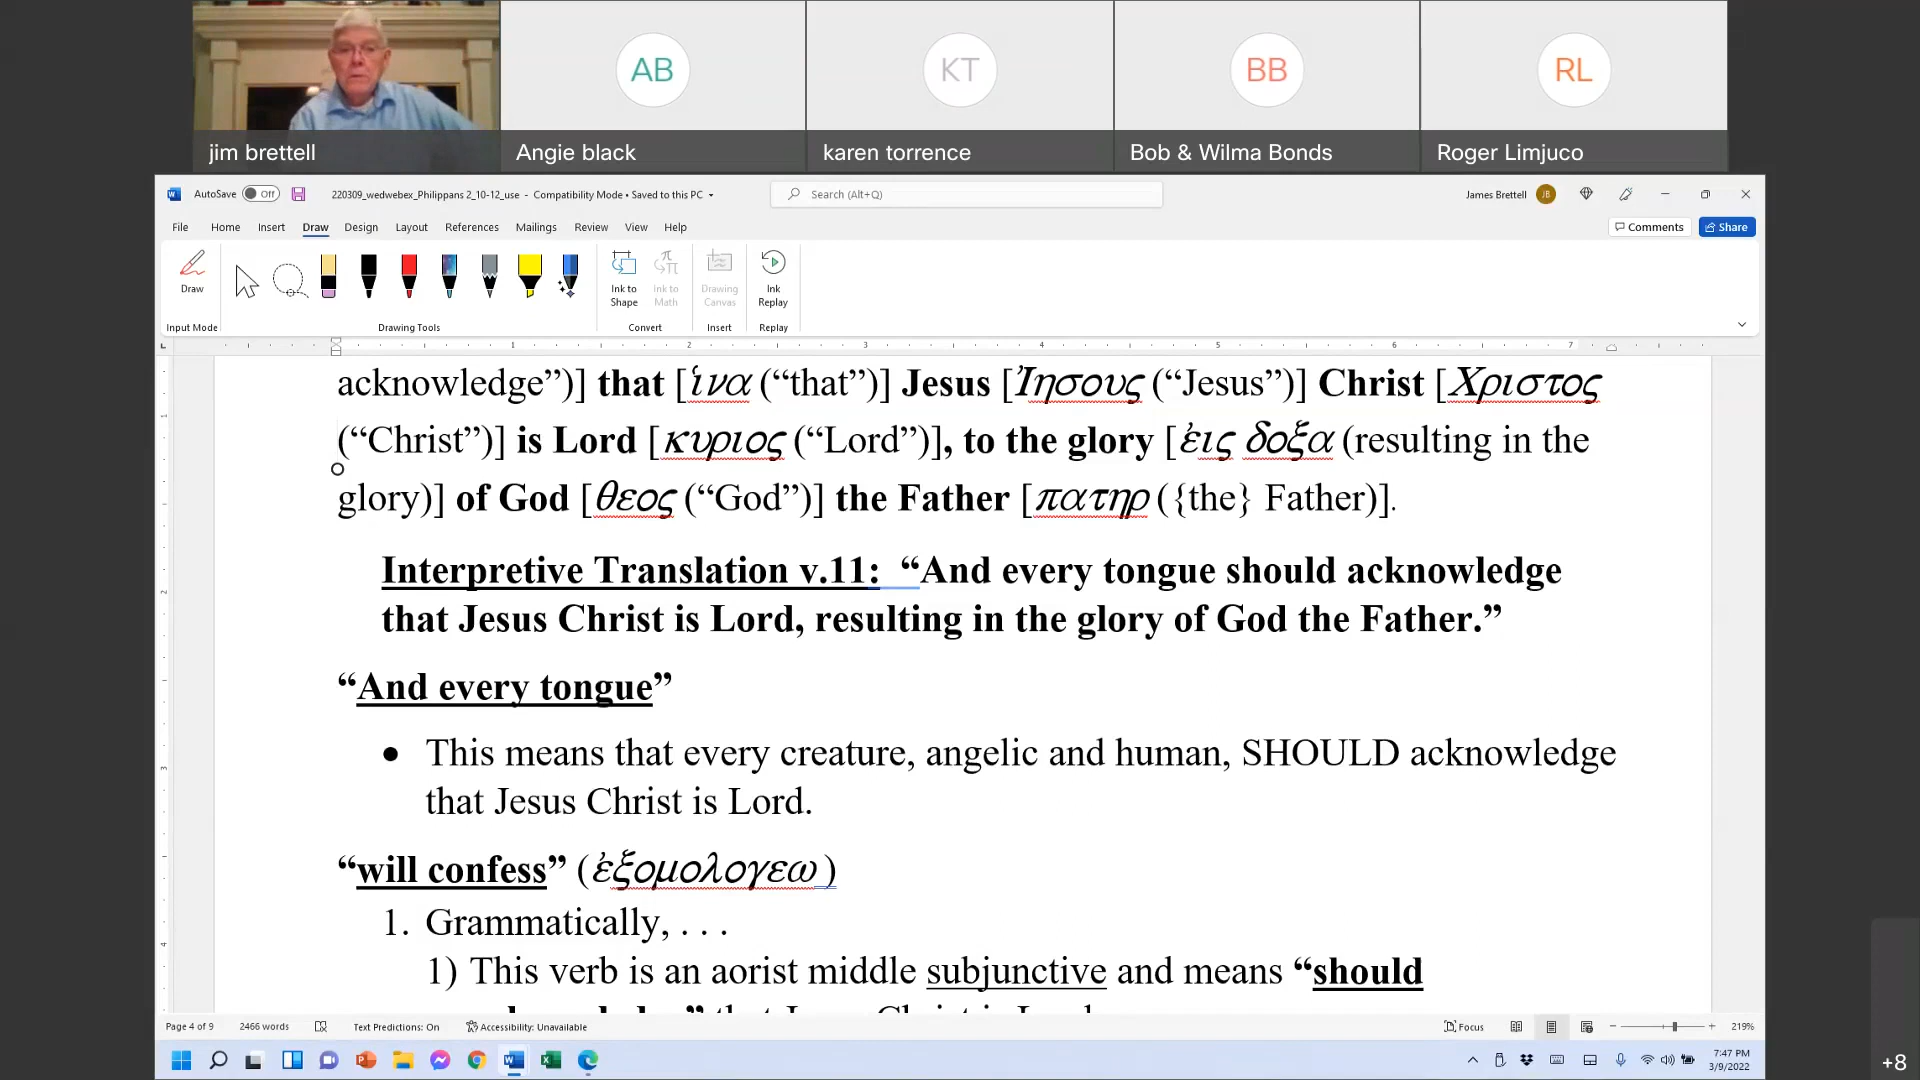 AB
KT
BB
RL
jim brettell
Angie black
karen torrence
Bob & Wilma Bonds
Roger Limjuco
AutoSave Off
220309_wedwebex_Philippans 2_10-12_use - Compatibility Mode • Saved to this PC
Search (Alt+Q)
James Brettell JB
File Home Insert Draw Design Layout References Mailings Review View Help
Comments Share
Draw
Ink to Shape
Ink to Math
Drawing Canvas
Ink Replay
Input Mode Drawing Tools Convert Insert Replay
1 2 3 4 5 6 7
acknowledge”)] that [ἱνα (“that”)] Jesus [Ἰησους (“Jesus”)] Christ [Χριστος
(“Christ”)] is Lord [κυριος (“Lord”)], to the glory [ἐις δοξα (resulting in the
glory)] of God [θεος (“God”)] the Father [πατηρ ({the} Father)].
Interpretive Translation v.11: “And every tongue should acknowledge
that Jesus Christ is Lord, resulting in the glory of God the Father.”
“And every tongue”
• This means that every creature, angelic and human, SHOULD acknowledge
that Jesus Christ is Lord.
“will confess” (ἐξομολογεω )
1. Grammatically, . . .
1) This verb is an aorist middle subjunctive and means “should
Page 4 of 9 2466 words Text Predictions: On Accessibility: Unavailable Focus 219%
7:47 PM
3/9/2022
+8